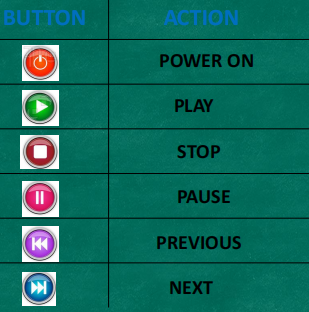 BUTTON ACTION
POWER ON
PLAY
STOP
PAUSE
PREVIOUS
NEXT